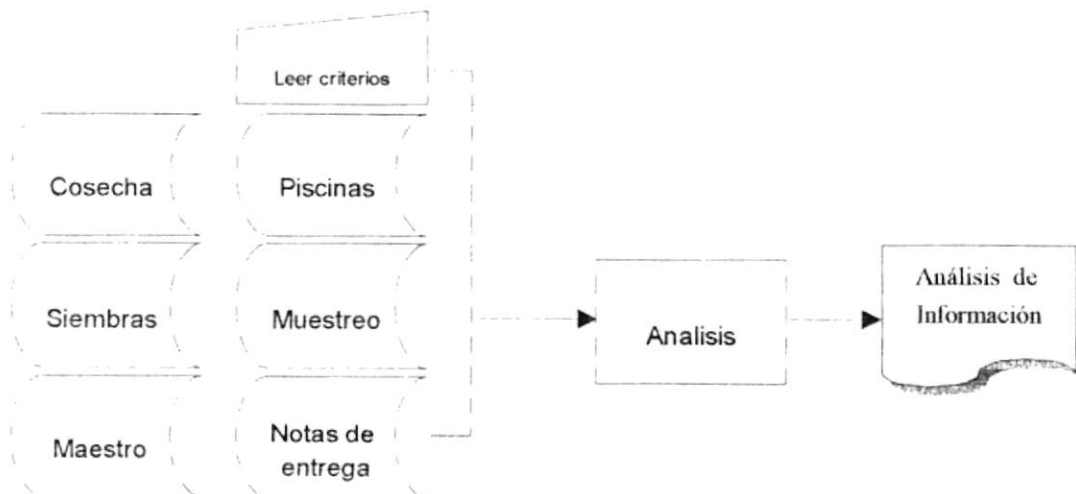 Leer criterios
Cosecha
Piscinas
Siembras
Muestreo
Analisis
Análisis de
Información
Maestro
Notas de
entrega